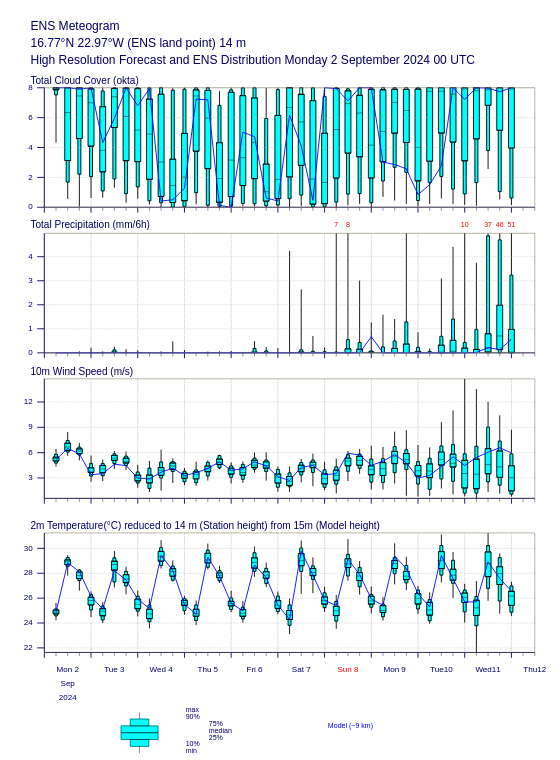 ENS Meteogram
16.77°N 22.97°W (ENS land point) 14 m
High Resolution Forecast and ENS Distribution Monday 2 September 2024 00 UTC
Total Cloud Cover (okta)
8
6
4
2
0
Total Precipitation (mm/6h)
7 8 10 37 46 51
4
3
2
1
0
10m Wind Speed (m/s)
12
9
6
3
2m Temperature(°C) reduced to 14 m (Station height) from 15m (Model height)
30
28
26
24
22
Mon 2 Tue 3 Wed 4 Thu 5 Fri 6 Sat 7 Sun 8 Mon 9 Tue10 Wed11 Thu12
Sep
2024
max
90%
75%
median
25%
10%
min
Model (~9 km)